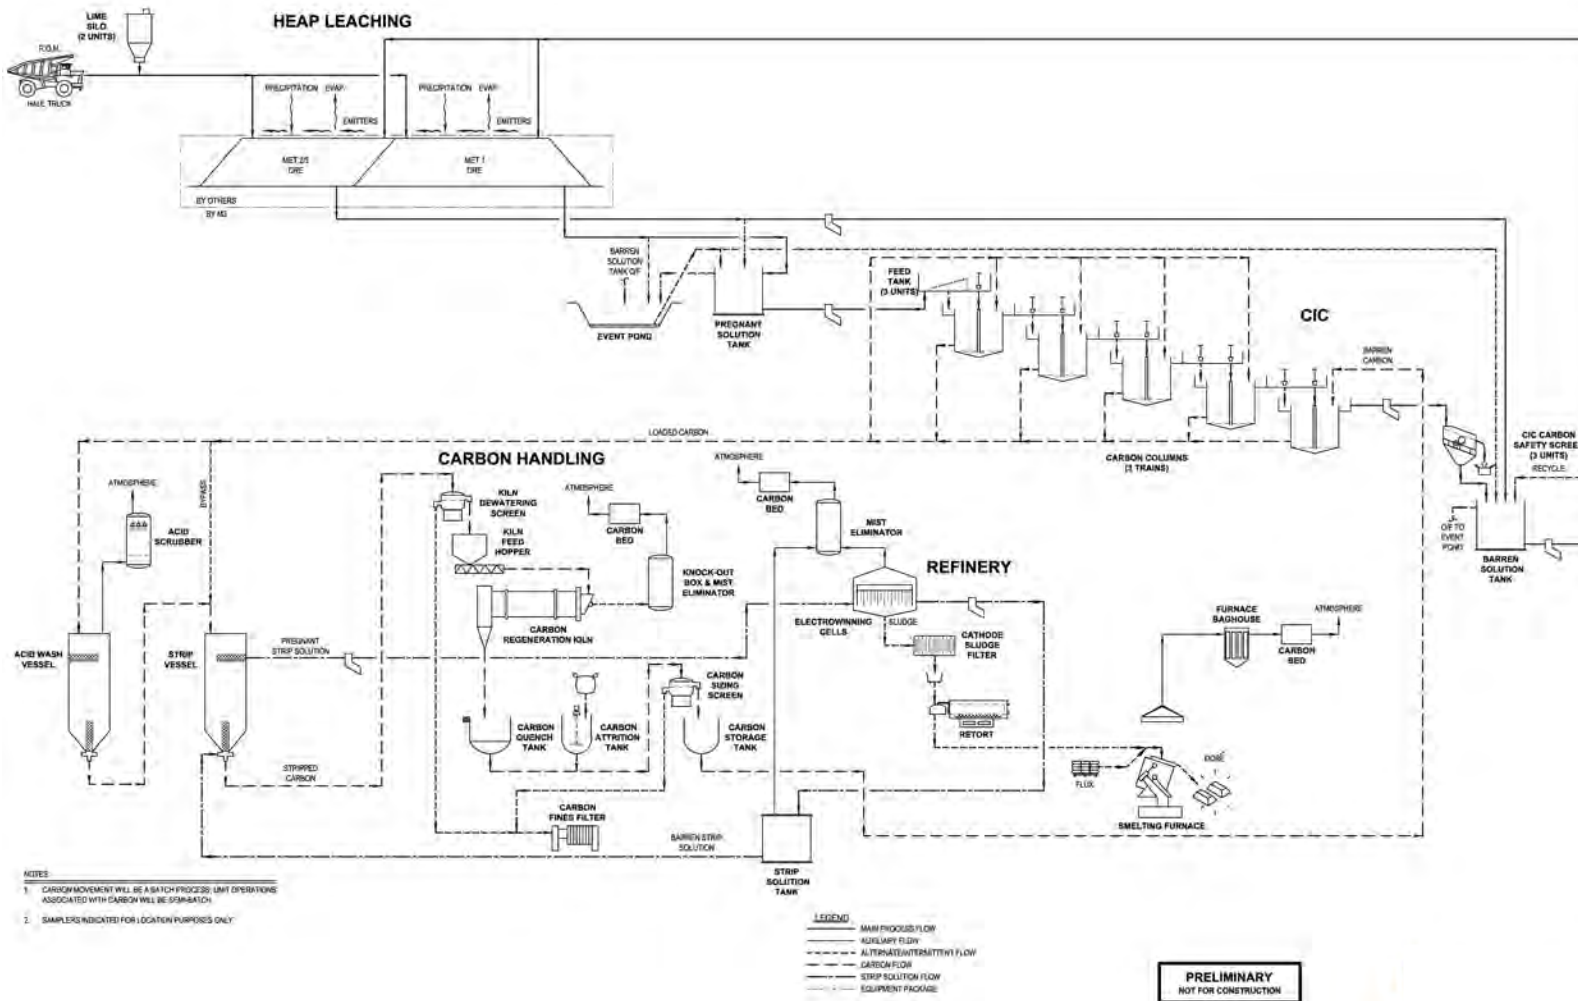 HEAP LEACHING
LIME
SILO
(2 UNITS)
R.O.M.
HAUL TRUCK
PRECIPITATION
EVAP.
EMITTERS
PRECIPITATION
EVAP.
EMITTERS
MET 2/3
ORE
MET 1
ORE
BY OTHERS
BY M3
BARREN
SOLUTION
TANK O/F
EVENT POND
PREGNANT
SOLUTION
TANK
FEED
TANK
(3 UNITS)
CIC
BARREN
CARBON
CARBON COLUMNS
CIC CARBON
SAFETY SCREE
(3 UNITS)
RECYCLE
O/F TO
EVENT
POND
BARREN
SOLUTION
TANK
LOADED CARBON
CARBON HANDLING
ATMOSPHERE
ACID
SCRUBBER
BYPASS
KILN
DEWATERING
SCREEN
KILN
FEED
HOPPER
ATMOSPHERE
CARBON
BED
KNOCK-OUT
BOX & MIST
ELIMINATOR
CARBON
REGENERATION KILN
ATMOSPHERE
CARBON
BED
MIST
ELIMINATOR
REFINERY
ELECTROWINNING
CELLS
SLUDGE
CATHODE
SLUDGE
FILTER
RETORT
FURNACE
BAGHOUSE
ATMOSPHERE
CARBON
BED
ACID WASH
VESSEL
STRIP
VESSEL
PREGNANT
STRIP SOLUTION
STRIPPED
CARBON
CARBON
QUENCH
TANK
CARBON
ATTRITION
TANK
CARBON
SIZING
SCREEN
CARBON
STORAGE
TANK
CARBON
FINES FILTER
BARREN STRIP
SOLUTION
STRIP
SOLUTION
TANK
FLUX
DORÉ
SMELTING FURNACE
NOTES:
1. CARBON MOVEMENT WILL BE A BATCH PROCESS; UNIT OPERATIONS
ASSOCIATED WITH CARBON WILL BE SEMI-BATCH.
2. SAMPLERS INDICATED FOR LOCATION PURPOSES ONLY
LEGEND
MAIN PROCESS FLOW
AUXILIARY FLOW
ALTERNATE/INTERMITTENT FLOW
CARBON FLOW
STRIP SOLUTION FLOW
EQUIPMENT PACKAGE
PRELIMINARY
NOT FOR CONSTRUCTION